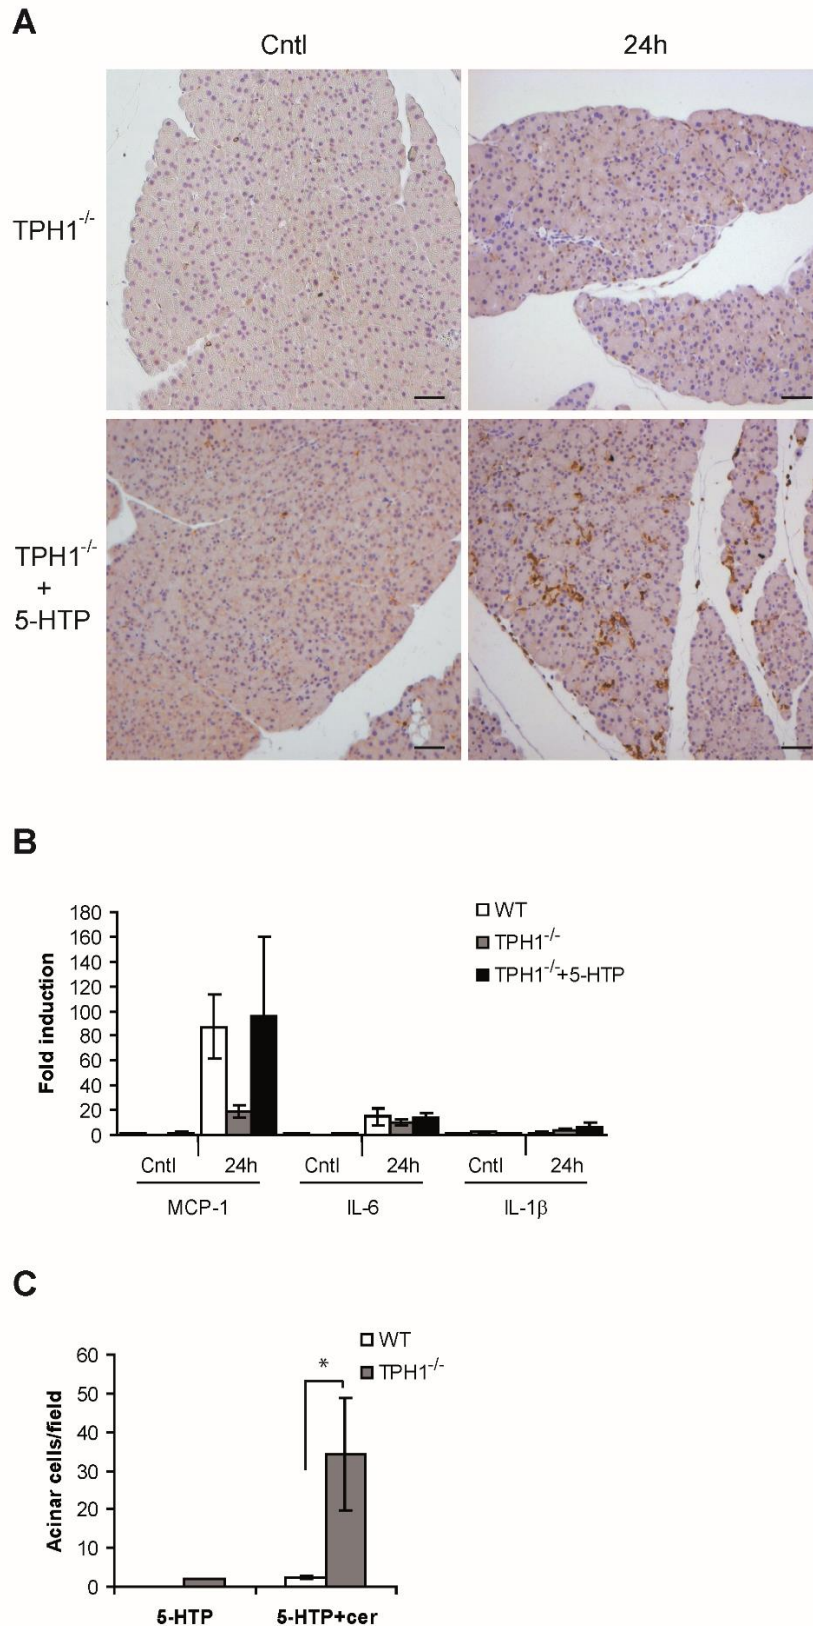 A
Cntl 24h
TPH1-/-
TPH1-/-
+
5-HTP
B
Fold induction
180
160
140
120
100
80
60
40
20
0
WT
TPH1-/-
TPH1-/-+5-HTP
Cntl 24h Cntl 24h Cntl 24h
MCP-1 IL-6 IL-1β
C
Acinar cells/field
60
50
40
30
20
10
0
WT
TPH1-/-
*
5-HTP 5-HTP+cer